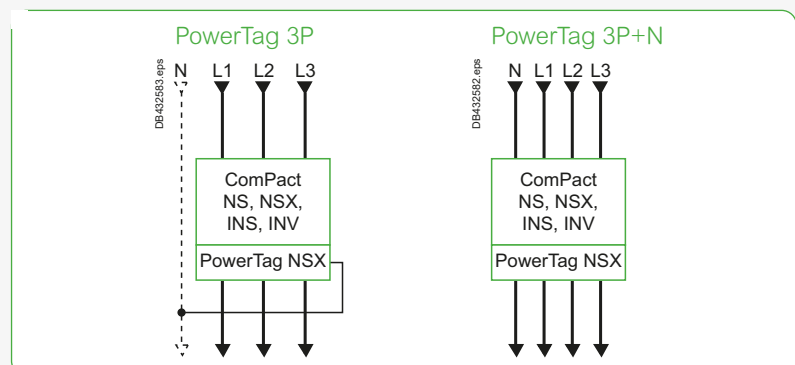 PowerTag 3P
DB432583.eps
N L1 L2 L3
ComPact
NS, NSX,
INS, INV
PowerTag NSX
PowerTag 3P+N
DB432582.eps
N L1 L2 L3
ComPact
NS, NSX,
INS, INV
PowerTag NSX